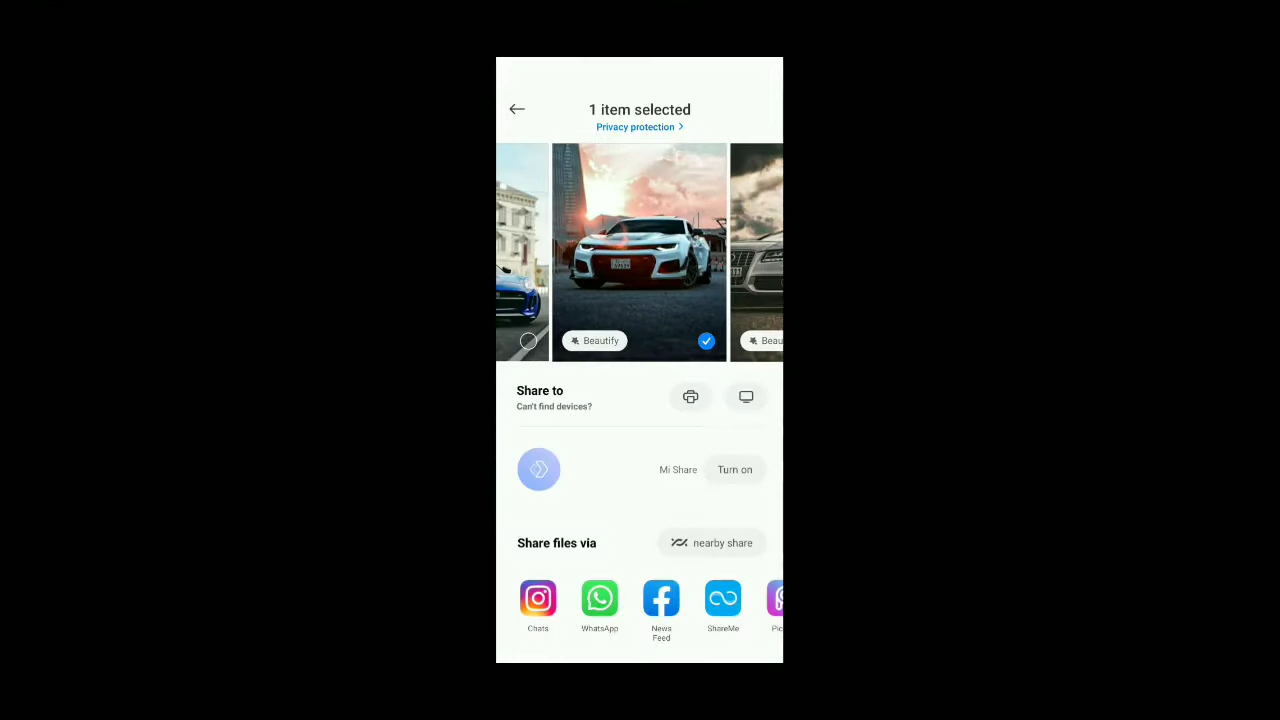 1 item selected
Privacy protection >
Beautify
Beau
Share to
Can't find devices?
Mi Share
Turn on
Share files via
nearby share
Chats
WhatsApp
News
Feed
ShareMe
Pic